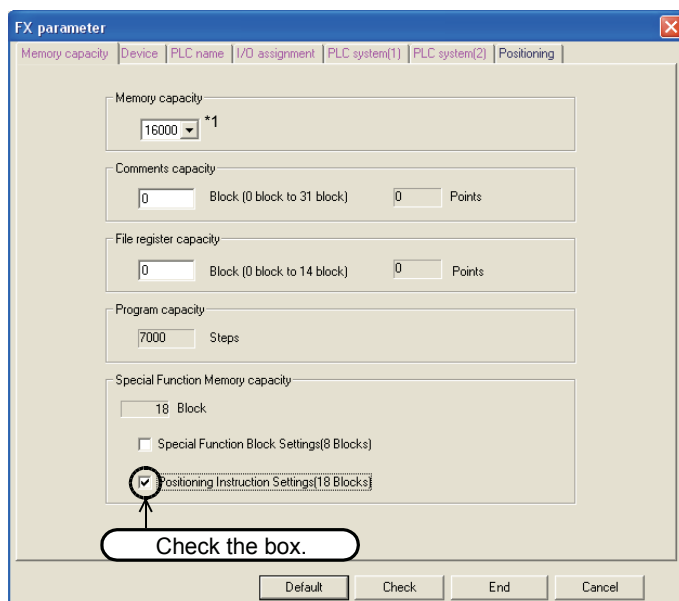 FX parameter
Memory capacity Device PLC name I/O assignment PLC system(1) PLC system(2) Positioning
Memory capacity
16000 *1
Comments capacity
0 Block (0 block to 31 block) 0 Points
File register capacity
0 Block (0 block to 14 block) 0 Points
Program capacity
7000 Steps
Special Function Memory capacity
18 Block
Special Function Block Settings(8 Blocks)
Positioning Instruction Settings(18 Blocks)
Check the box.
Default Check End Cancel